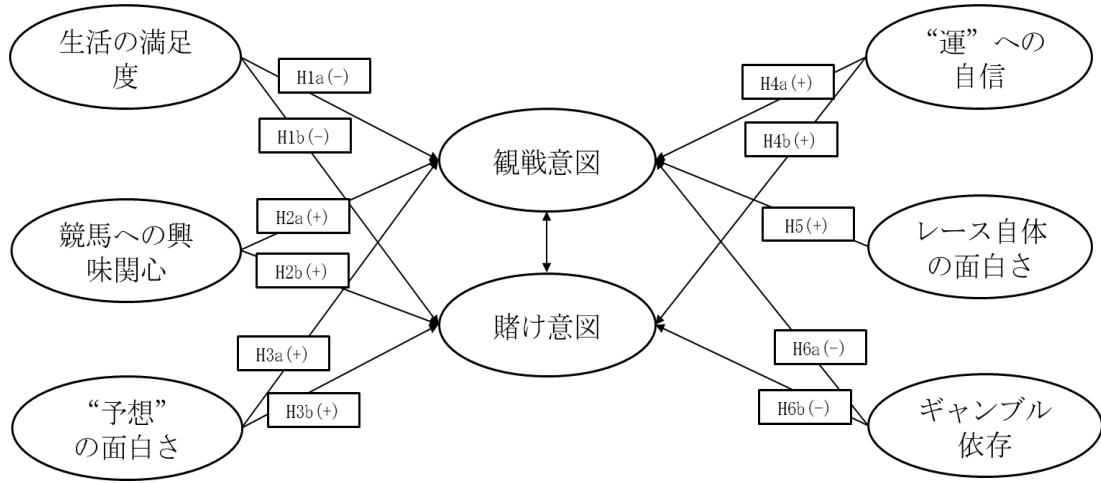 生活の満足
度
H1a(-)
H1b(-)
競馬への興
味関心
H2a(+)
H2b(+)
“予想”
の面白さ
H3a(+)
H3b(+)
観戦意図
賭け意図
“運”への
自信
H4a(+)
H4b(+)
レース自体
の面白さ
H5(+)
ギャンブル
依存
H6a(-)
H6b(-)